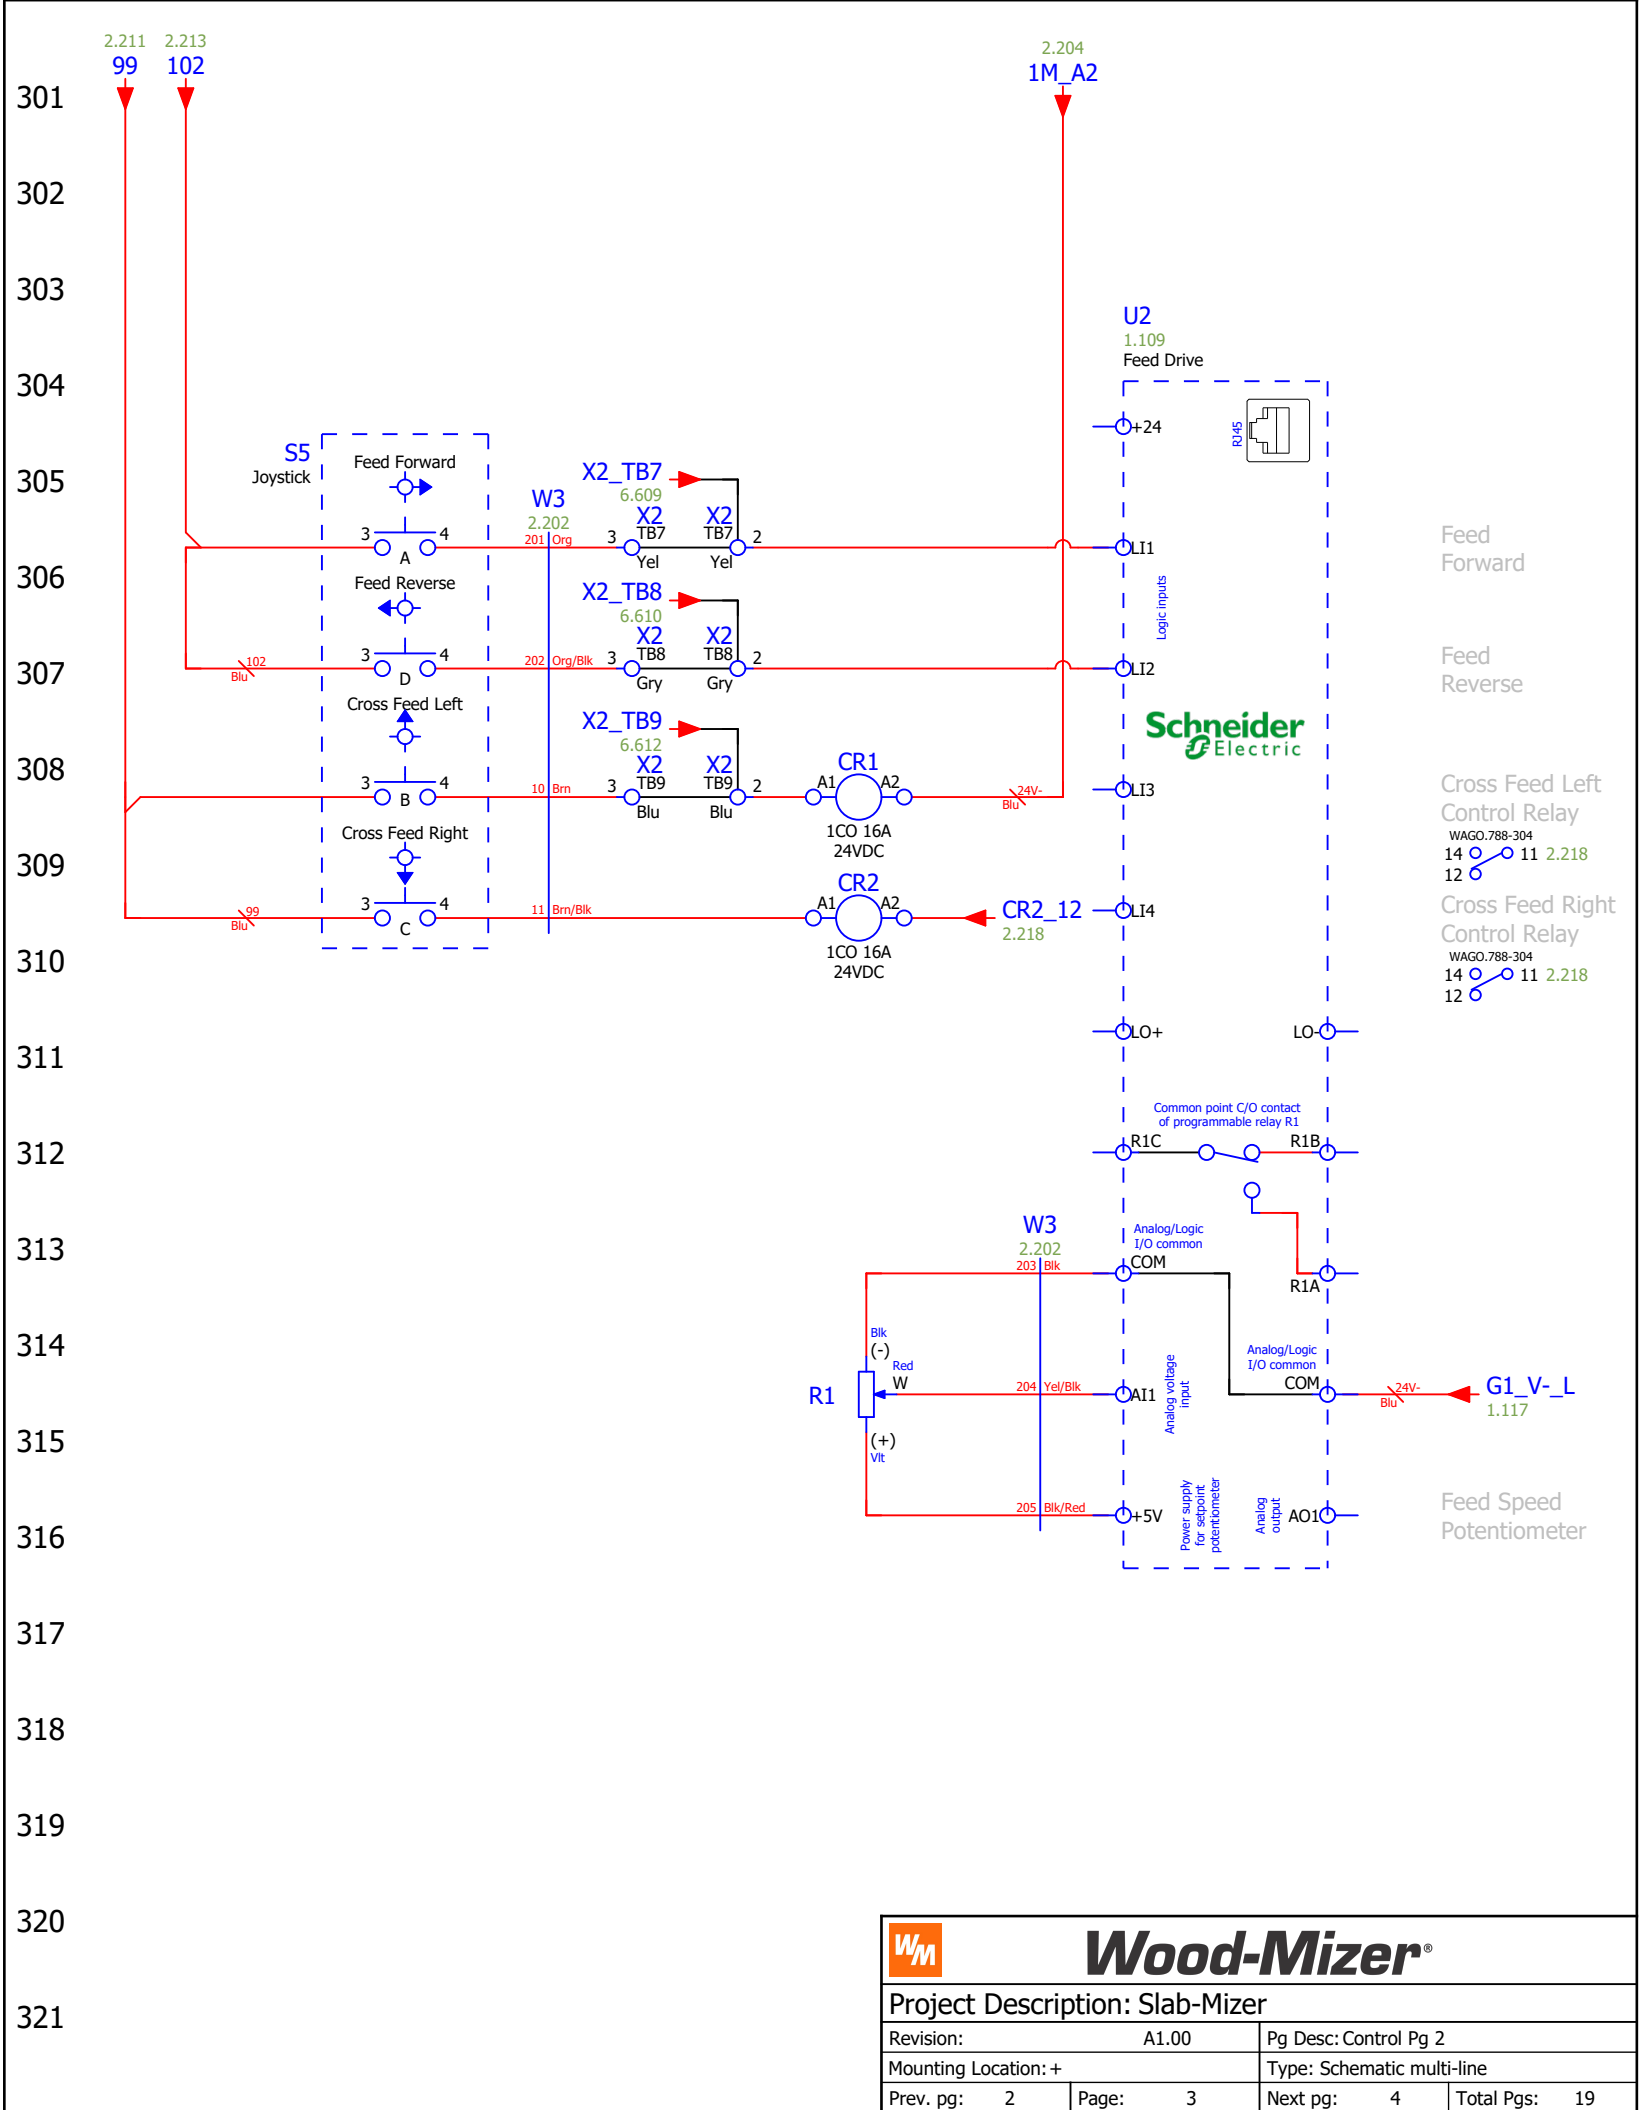 2.211 2.213
99 102
2.204
1M_A2
301
302
303
U2
1.109
Feed Drive
304
+24
RJ45
S5
Joystick
Feed Forward
305
X2_TB7
6.609
W3
2.202
X2 X2
TB7 TB7
3 4
A
201 Org
3 2
Yel Yel
LI1
Feed
Forward
306
Logic inputs
Feed Reverse
X2_TB8
6.610
X2 X2
TB8 TB8
102
Blu
3 4
D
202 Org/Blk
3 2
Gry Gry
LI2
Feed
Reverse
307
Cross Feed Left
X2_TB9
6.612
Schneider
Electric
308
X2 X2
TB9 TB9
CR1
A1 A2
3 4
B
10 Brn
3 2
Blu Blu
24V-
Blu
LI3
1CO 16A
24VDC
Cross Feed Left
Control Relay
WAGO.788-304
14 11 2.218
12
309
Cross Feed Right
CR2
A1 A2
99
Blu
3 4
C
11 Brn/Blk
CR2_12
2.218
LI4
1CO 16A
24VDC
Cross Feed Right
Control Relay
WAGO.788-304
14 11 2.218
12
310
LO+ LO-
311
Common point C/O contact
of programmable relay R1
312
R1C R1B
313
W3
2.202
Analog/Logic
I/O common
203 Blk
COM
R1A
314
Blk
(-)
Red
W
R1
204 Yel/Blk
AI1
Analog voltage
input
Analog/Logic
I/O common
COM
24V-
Blu
G1_V-_L
1.117
315
(+)
Vlt
205 Blk/Red
+5V
Power supply
for setpoint
potentiometer
Analog
output
AO1
Feed Speed
Potentiometer
316
317
318
319
320
321
WM
Wood-Mizer®
Project Description: Slab-Mizer
Revision: A1.00 Pg Desc: Control Pg 2
Mounting Location: + Type: Schematic multi-line
Prev. pg: 2 Page: 3 Next pg: 4 Total Pgs: 19